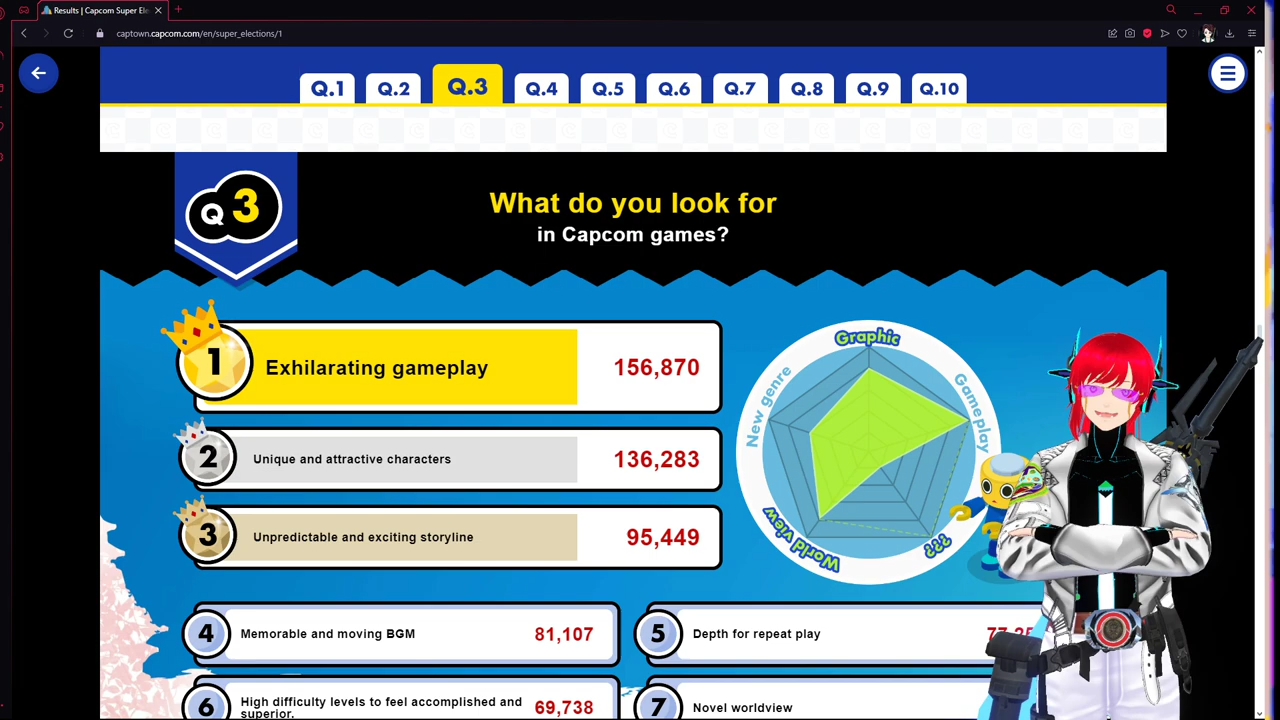 Results | Capcom Super Ele
captown.capcom.com/en/super_elections/1
Q.1
Q.2
Q.3
Q.4
Q.5
Q.6
Q.7
Q.8
Q.9
Q.10
Q 3
What do you look for
in Capcom games?
1
Exhilarating gameplay
156,870
2
Unique and attractive characters
136,283
3
Unpredictable and exciting storyline
95,449
Graphic
Gameplay
???
World view
New genre
4
Memorable and moving BGM
81,107
5
Depth for repeat play
6
High difficulty levels to feel accomplished and
superior.
69,738
7
Novel worldview